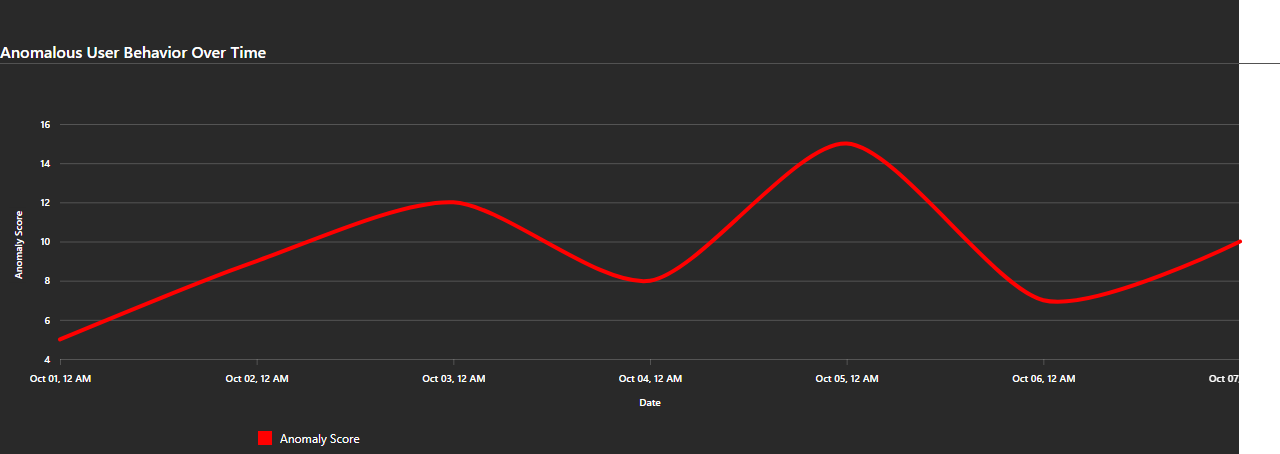 Anomalous User Behavior Over Time
16
14
12
10
8
6
4
Anomaly Score
Oct 01, 12 AM Oct 02, 12 AM Oct 03, 12 AM Oct 04, 12 AM Oct 05, 12 AM Oct 06, 12 AM Oct 07,
Date
Anomaly Score